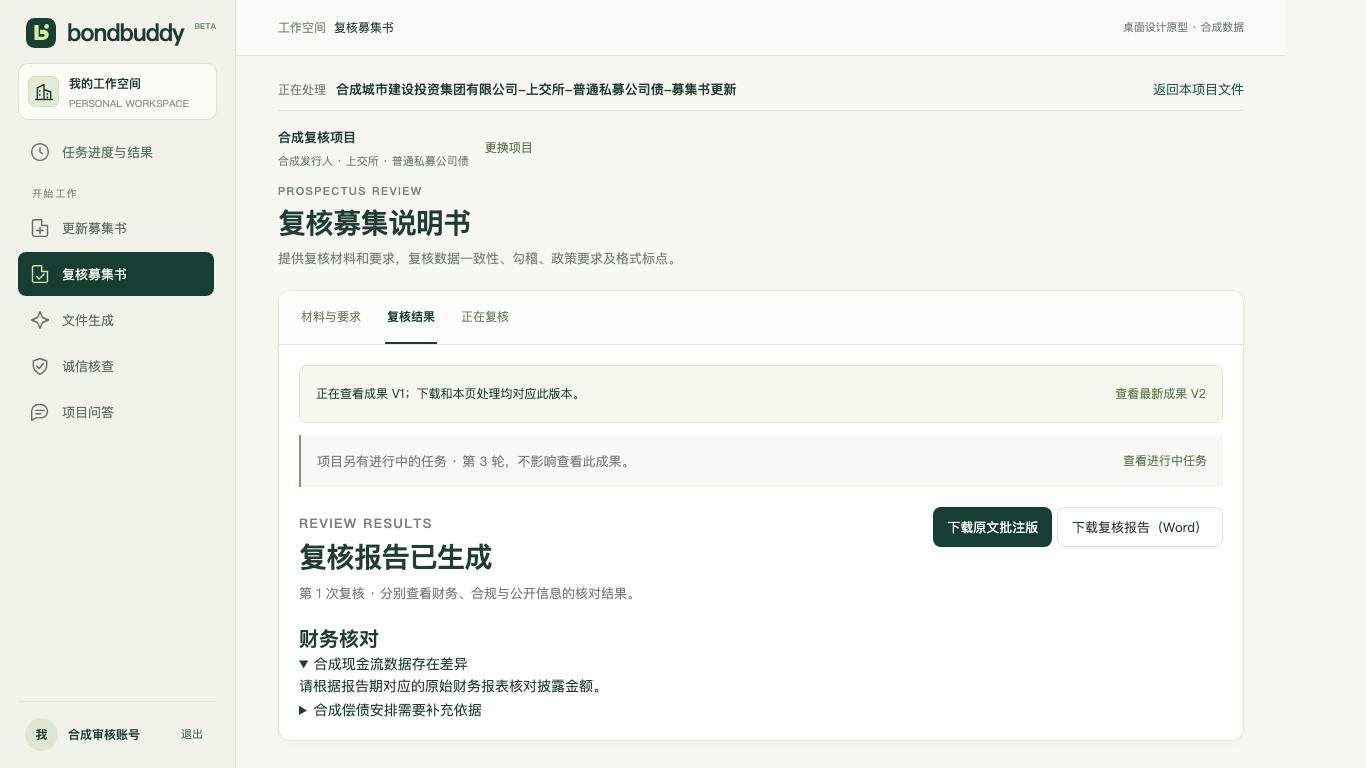 bondbuddy BETA
我的工作空间
PERSONAL WORKSPACE
任务进度与结果
开始工作
更新募集书
复核募集书
文件生成
诚信核查
项目问答
我 合成审核账号 退出
工作空间 复核募集书 桌面设计原型 · 合成数据
正在处理 合成城市建设投资集团有限公司–上交所–普通私募公司债–募集书更新 返回本项目文件
合成复核项目
合成发行人 · 上交所 · 普通私募公司债
更换项目
PROSPECTUS REVIEW
复核募集说明书
提供复核材料和要求，复核数据一致性、勾稽、政策要求及格式标点。
材料与要求 复核结果 正在复核
正在查看成果 V1；下载和本页处理均对应此版本。 查看最新成果 V2
项目另有进行中的任务 · 第 3 轮，不影响查看此成果。 查看进行中任务
REVIEW RESULTS
下载原文批注版 下载复核报告（Word）
复核报告已生成
第 1 次复核 · 分别查看财务、合规与公开信息的核对结果。
财务核对
▼ 合成现金流数据存在差异
请根据报告期对应的原始财务报表核对披露金额。
▶ 合成偿债安排需要补充依据